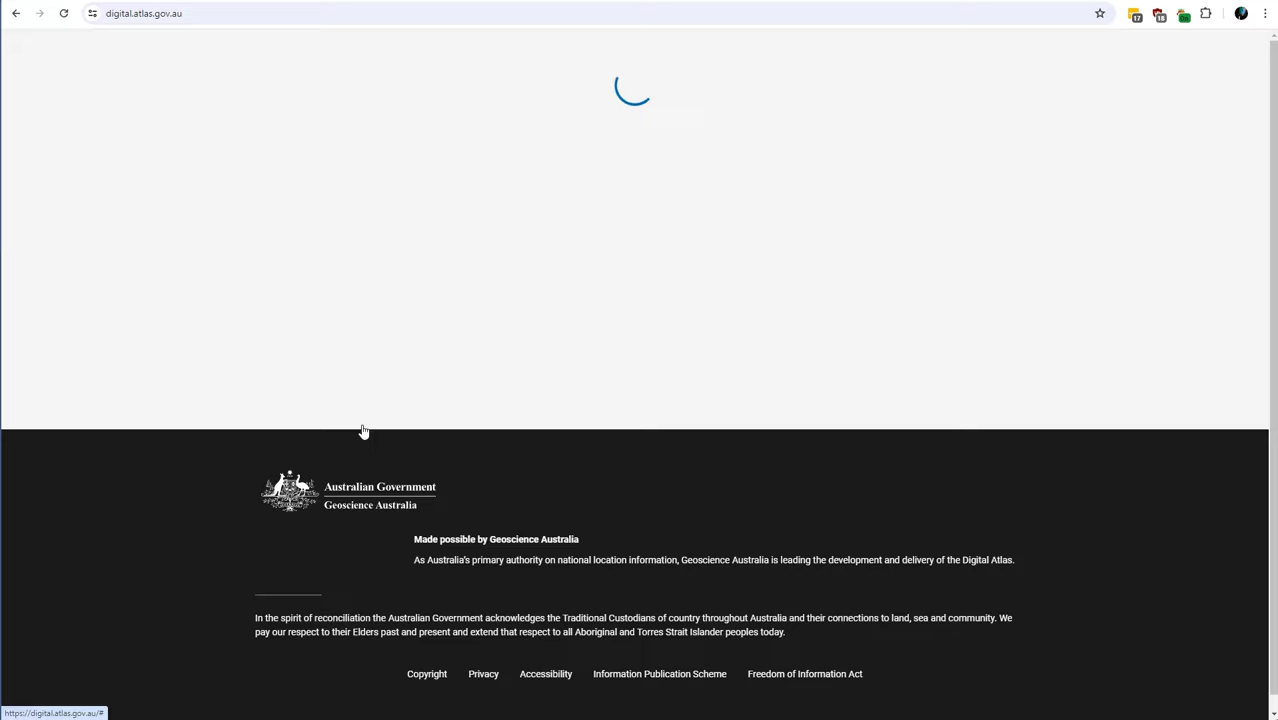 digital.atlas.gov.au
17
18
On
Australian Government
Geoscience Australia
Made possible by Geoscience Australia
As Australia's primary authority on national location information, Geoscience Australia is leading the development and delivery of the Digital Atlas.
In the spirit of reconciliation the Australian Government acknowledges the Traditional Custodians of country throughout Australia and their connections to land, sea and community. We
pay our respect to their Elders past and present and extend that respect to all Aboriginal and Torres Strait Islander peoples today.
Copyright Privacy Accessibility Information Publication Scheme Freedom of Information Act
https://digital.atlas.gov.au/#